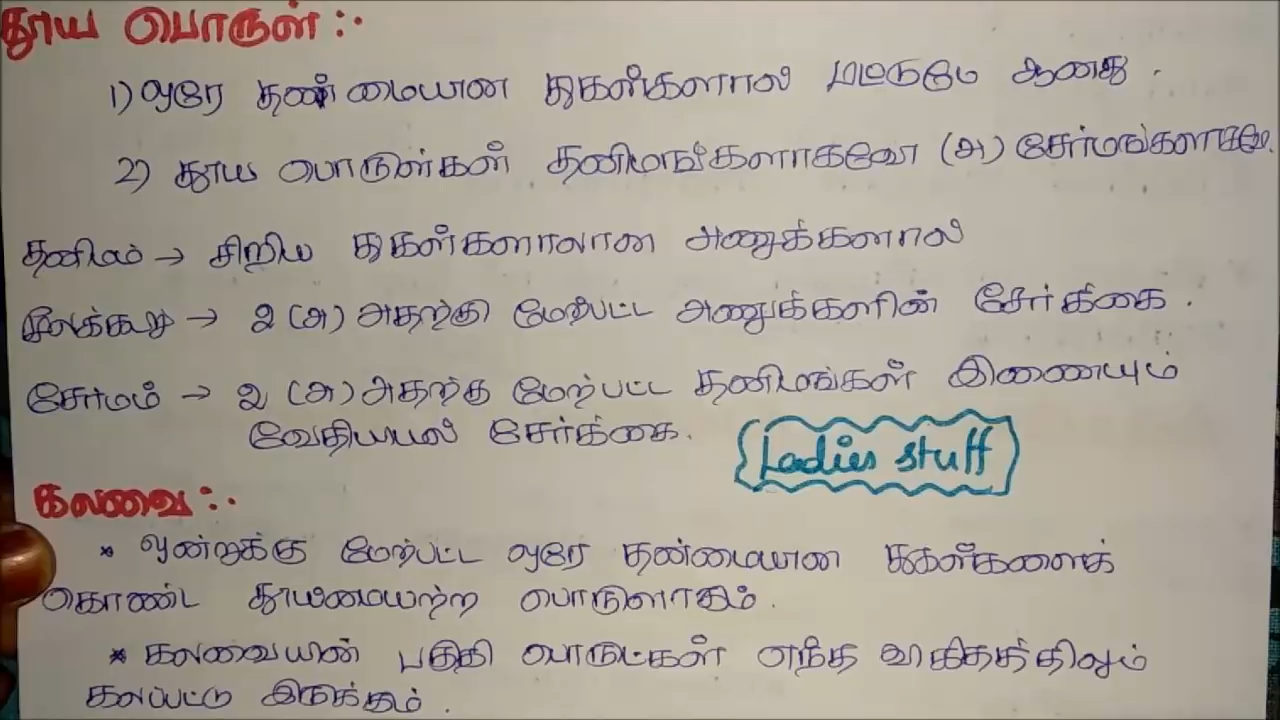 தூய பொருள் :-
1) ஒரே தன்மையான துகள்களால் மட்டுமே ஆனது .
2) தூய பொருள்கள் தனிமங்களாகவோ (அ) சேர்மங்களாகவோ.
தனிமம் → சிறிய துகள்களாலான அணுக்களால்
மூலக்கூறு → 2 (அ) அதற்கு மேற்பட்ட அணுக்களின் சேர்க்கை .
சேர்மம் → 2 (அ) அதற்கு மேற்பட்ட தனிமங்கள் இணையும்
வேதியியல் சேர்க்கை.
Ladies stuff
கலவை :-
* ஒன்றுக்கு மேற்பட்ட ஒரே தன்மையான துகள்களைக்
கொண்ட தூய்மையற்ற பொருளாகும் .
* கலவையின் பகுதி பொருட்கள் எந்த விகிதத்திலும்
கலப்பட்டு இருக்கும் .